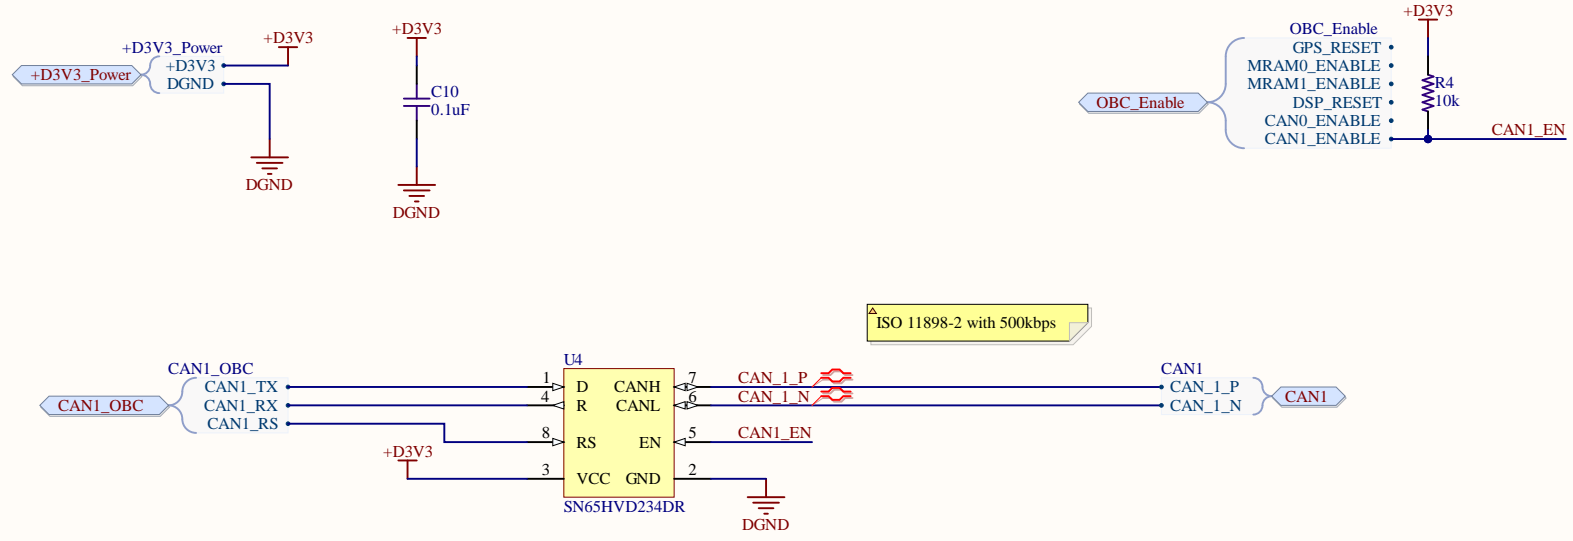 +D3V3_Power
+D3V3_Power
+D3V3
DGND
+D3V3
DGND
+D3V3
C10
0.1uF
DGND
OBC_Enable
OBC_Enable
GPS_RESET
MRAM0_ENABLE
MRAM1_ENABLE
DSP_RESET
CAN0_ENABLE
CAN1_ENABLE
+D3V3
R4
10k
CAN1_EN
ISO 11898-2 with 500kbps
CAN1_OBC
CAN1_OBC
CAN1_TX
CAN1_RX
CAN1_RS
+D3V3
U4
1
4
8
3
D
R
RS
VCC
CANH
CANL
EN
GND
7
6
5
2
SN65HVD234DR
CAN_1_P
CAN_1_N
CAN1_EN
DGND
CAN1
CAN_1_P
CAN_1_N
CAN1